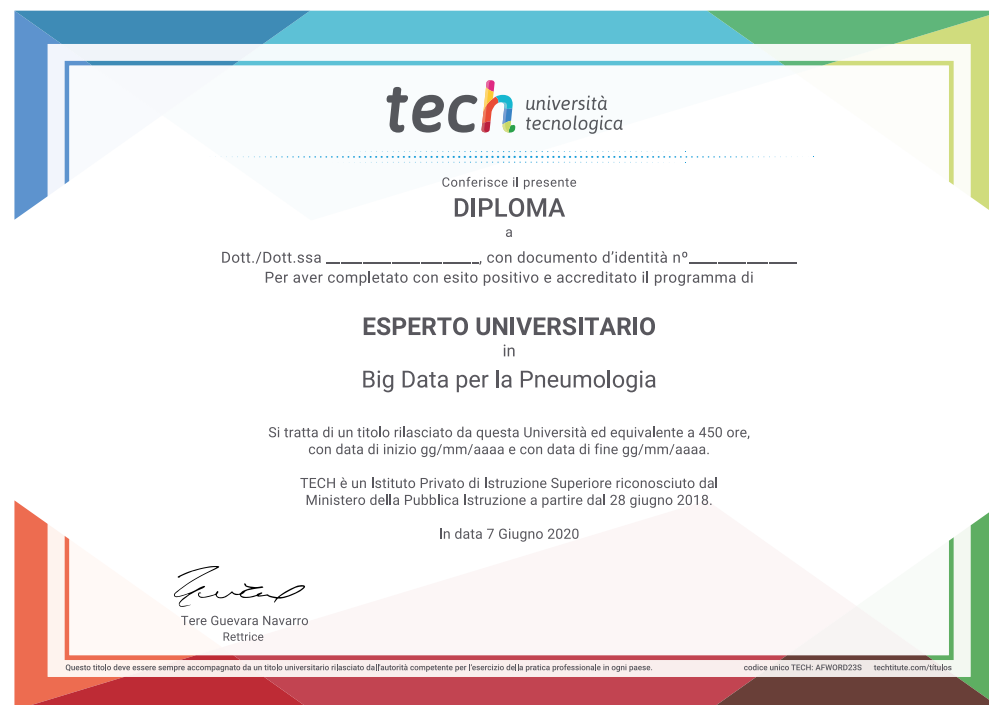 tech università
tecnologica
Conferisce il presente
DIPLOMA
a
Dott./Dott.ssa ___________________, con documento d'identità nº_____________
Per aver completato con esito positivo e accreditato il programma di
ESPERTO UNIVERSITARIO
in
Big Data per la Pneumologia
Si tratta di un titolo rilasciato da questa Università ed equivalente a 450 ore,
con data di inizio gg/mm/aaaa e con data di fine gg/mm/aaaa.
TECH è un Istituto Privato di Istruzione Superiore riconosciuto dal
Ministero della Pubblica Istruzione a partire dal 28 giugno 2018.
In data 7 Giugno 2020
Tere Guevara Navarro
Rettrice
Questo titolo deve essere sempre accompagnato da un titolo universitario rilasciato dall'autorità competente per l'esercizio della pratica professionale in ogni paese. codice unico TECH: AFWORD23S techtitute.com/títulos